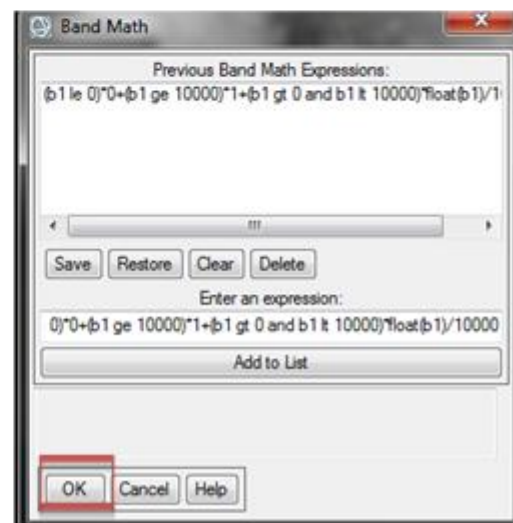 Band Math
Previous Band Math Expressions:
(b1 le 0)*0+(b1 ge 10000)*1+(b1 gt 0 and b1 lt 10000)*float(b1)/1
Save Restore Clear Delete
Enter an expression:
0)*0+(b1 ge 10000)*1+(b1 gt 0 and b1 lt 10000)*float(b1)/10000
Add to List
OK Cancel Help